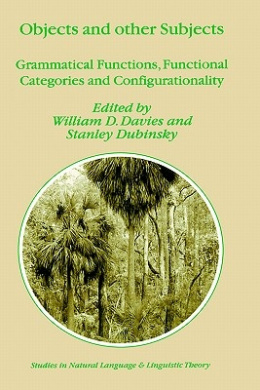 Objects and other Subjects
Grammatical Functions, Functional
Categories and Configurationality
Edited by
William D. Davies and
Stanley Dubinsky
Studies in Natural Language & Linguistic Theory